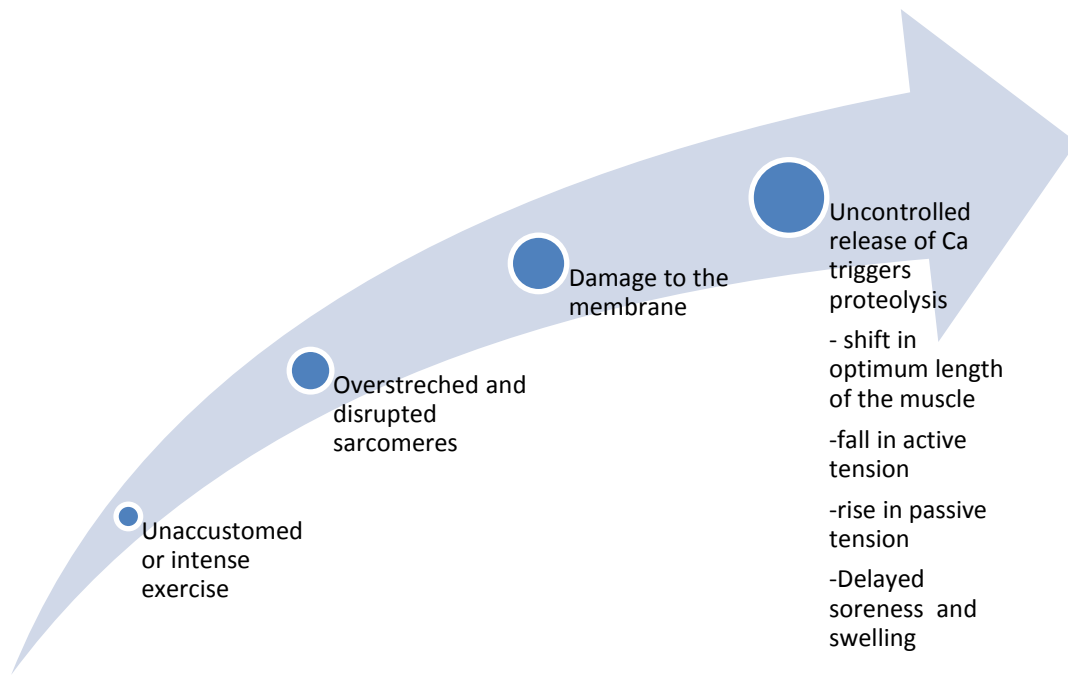 Unaccustomed
or intense
exercise
Overstreched and
disrupted
sarcomeres
Damage to the
membrane
Uncontrolled
release of Ca
triggers
proteolysis
- shift in
optimum length
of the muscle
-fall in active
tension
-rise in passive
tension
-Delayed
soreness and
swelling